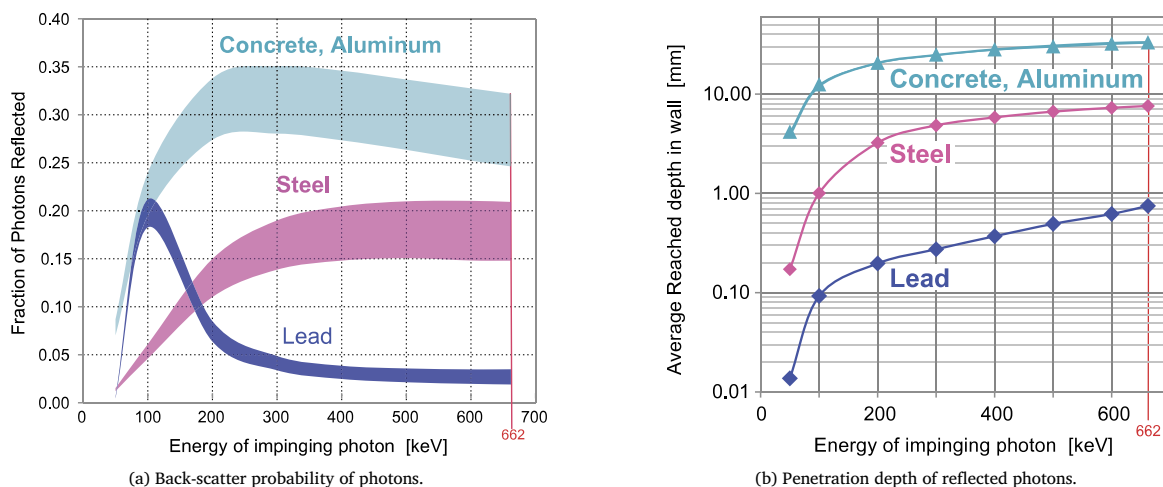 Fraction of Photons Reflected
0.40
0.35
0.30
0.25
0.20
0.15
0.10
0.05
0.00
Concrete, Aluminum
Steel
Lead
0
100
200
300
400
500
600
700
662
Energy of impinging photon [keV]
(a) Back-scatter probability of photons.
Average Reached depth in wall [mm]
10.00
1.00
0.10
0.01
Concrete, Aluminum
Steel
Lead
0
200
400
600
662
Energy of impinging photon [keV]
(b) Penetration depth of reflected photons.